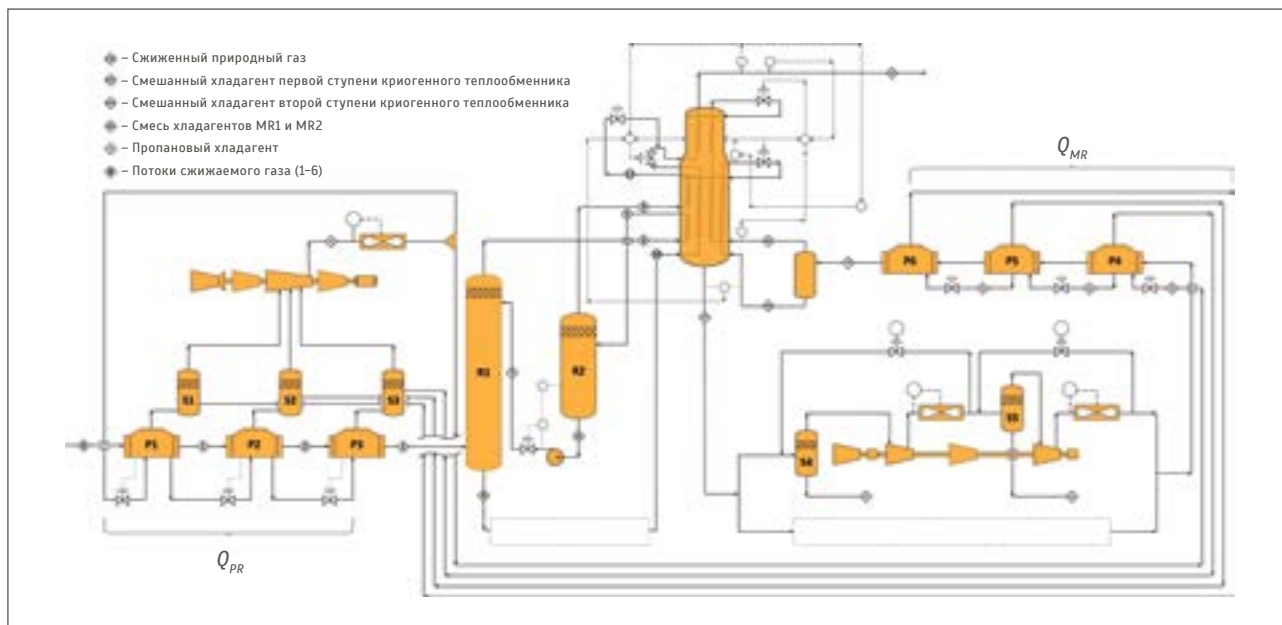 – Сжиженный природный газ
– Смешанный хладагент первой ступени криогенного теплообменника
– Смешанный хладагент второй ступени криогенного теплообменника
– Смесь хладагентов MR1 и MR2
– Пропановый хладагент
– Потоки сжижаемого газа (1–6)
Q_MR
P6
P5
P4
R1
R2
S1
S2
S3
S5
S4
P1
P2
P3
Q_PR